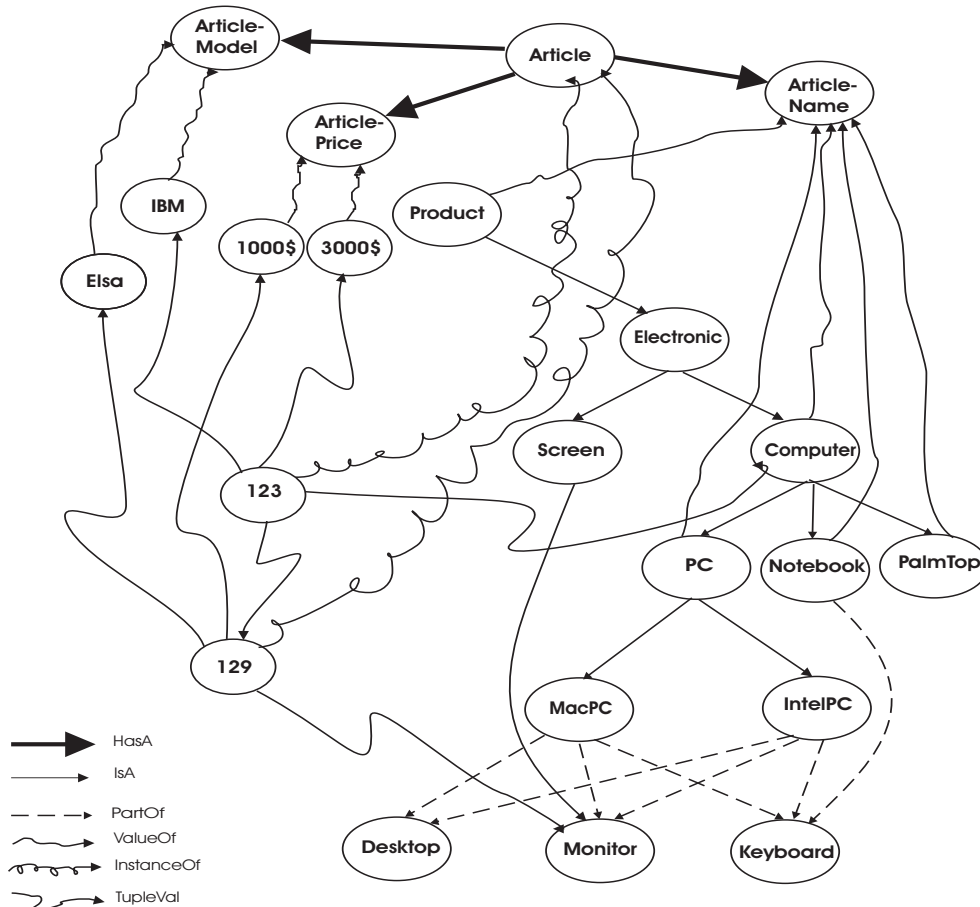 Article-
Model
Article
Article-
Name
Article-
Price
IBM
Product
1000$
3000$
Elsa
Electronic
Screen
Computer
123
PC
Notebook
PalmTop
129
MacPC
IntelPC
HasA
IsA
PartOf
ValueOf
InstanceOf
TupleVal
Desktop
Monitor
Keyboard